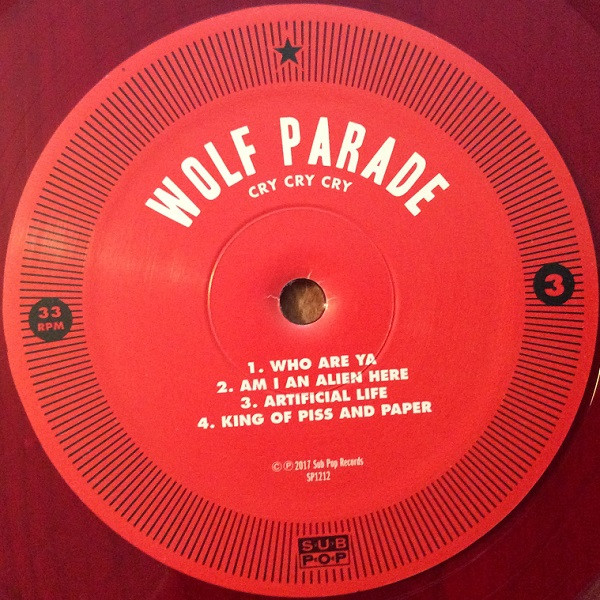 WOLF PARADE
CRY CRY CRY
33
RPM
3
1. WHO ARE YA
2. AM I AN ALIEN HERE
3. ARTIFICIAL LIFE
4. KING OF PISS AND PAPER
© ℗ 2017 Sub Pop Records
SP1212
SUB
POP